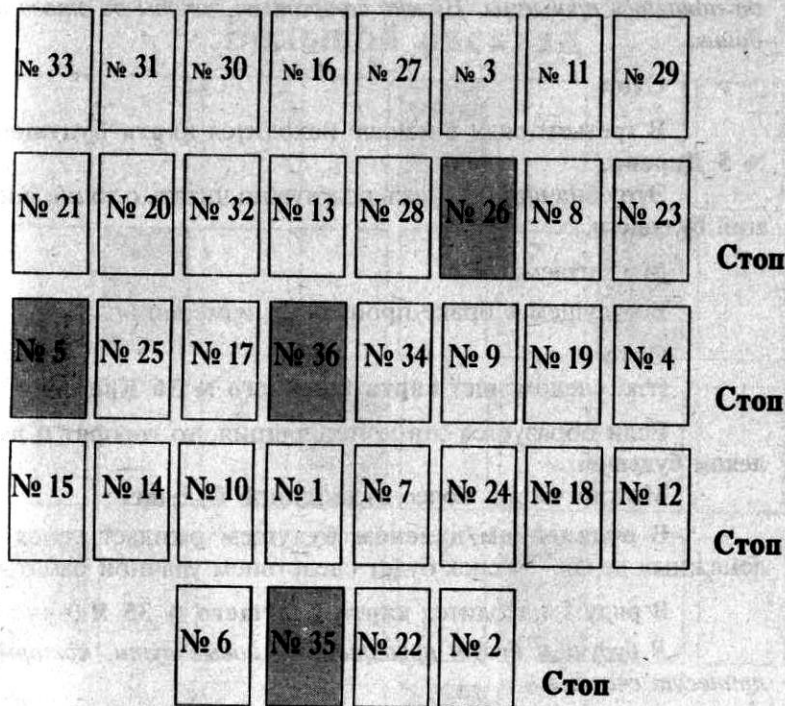 № 33 № 31 № 30 № 16 № 27 № 3 № 11 № 29
№ 21 № 20 № 32 № 13 № 28 № 26 № 8 № 23
Стоп
№ 5 № 25 № 17 № 36 № 34 № 9 № 19 № 4
Стоп
№ 15 № 14 № 10 № 1 № 7 № 24 № 18 № 12
Стоп
№ 6 № 35 № 22 № 2
Стоп